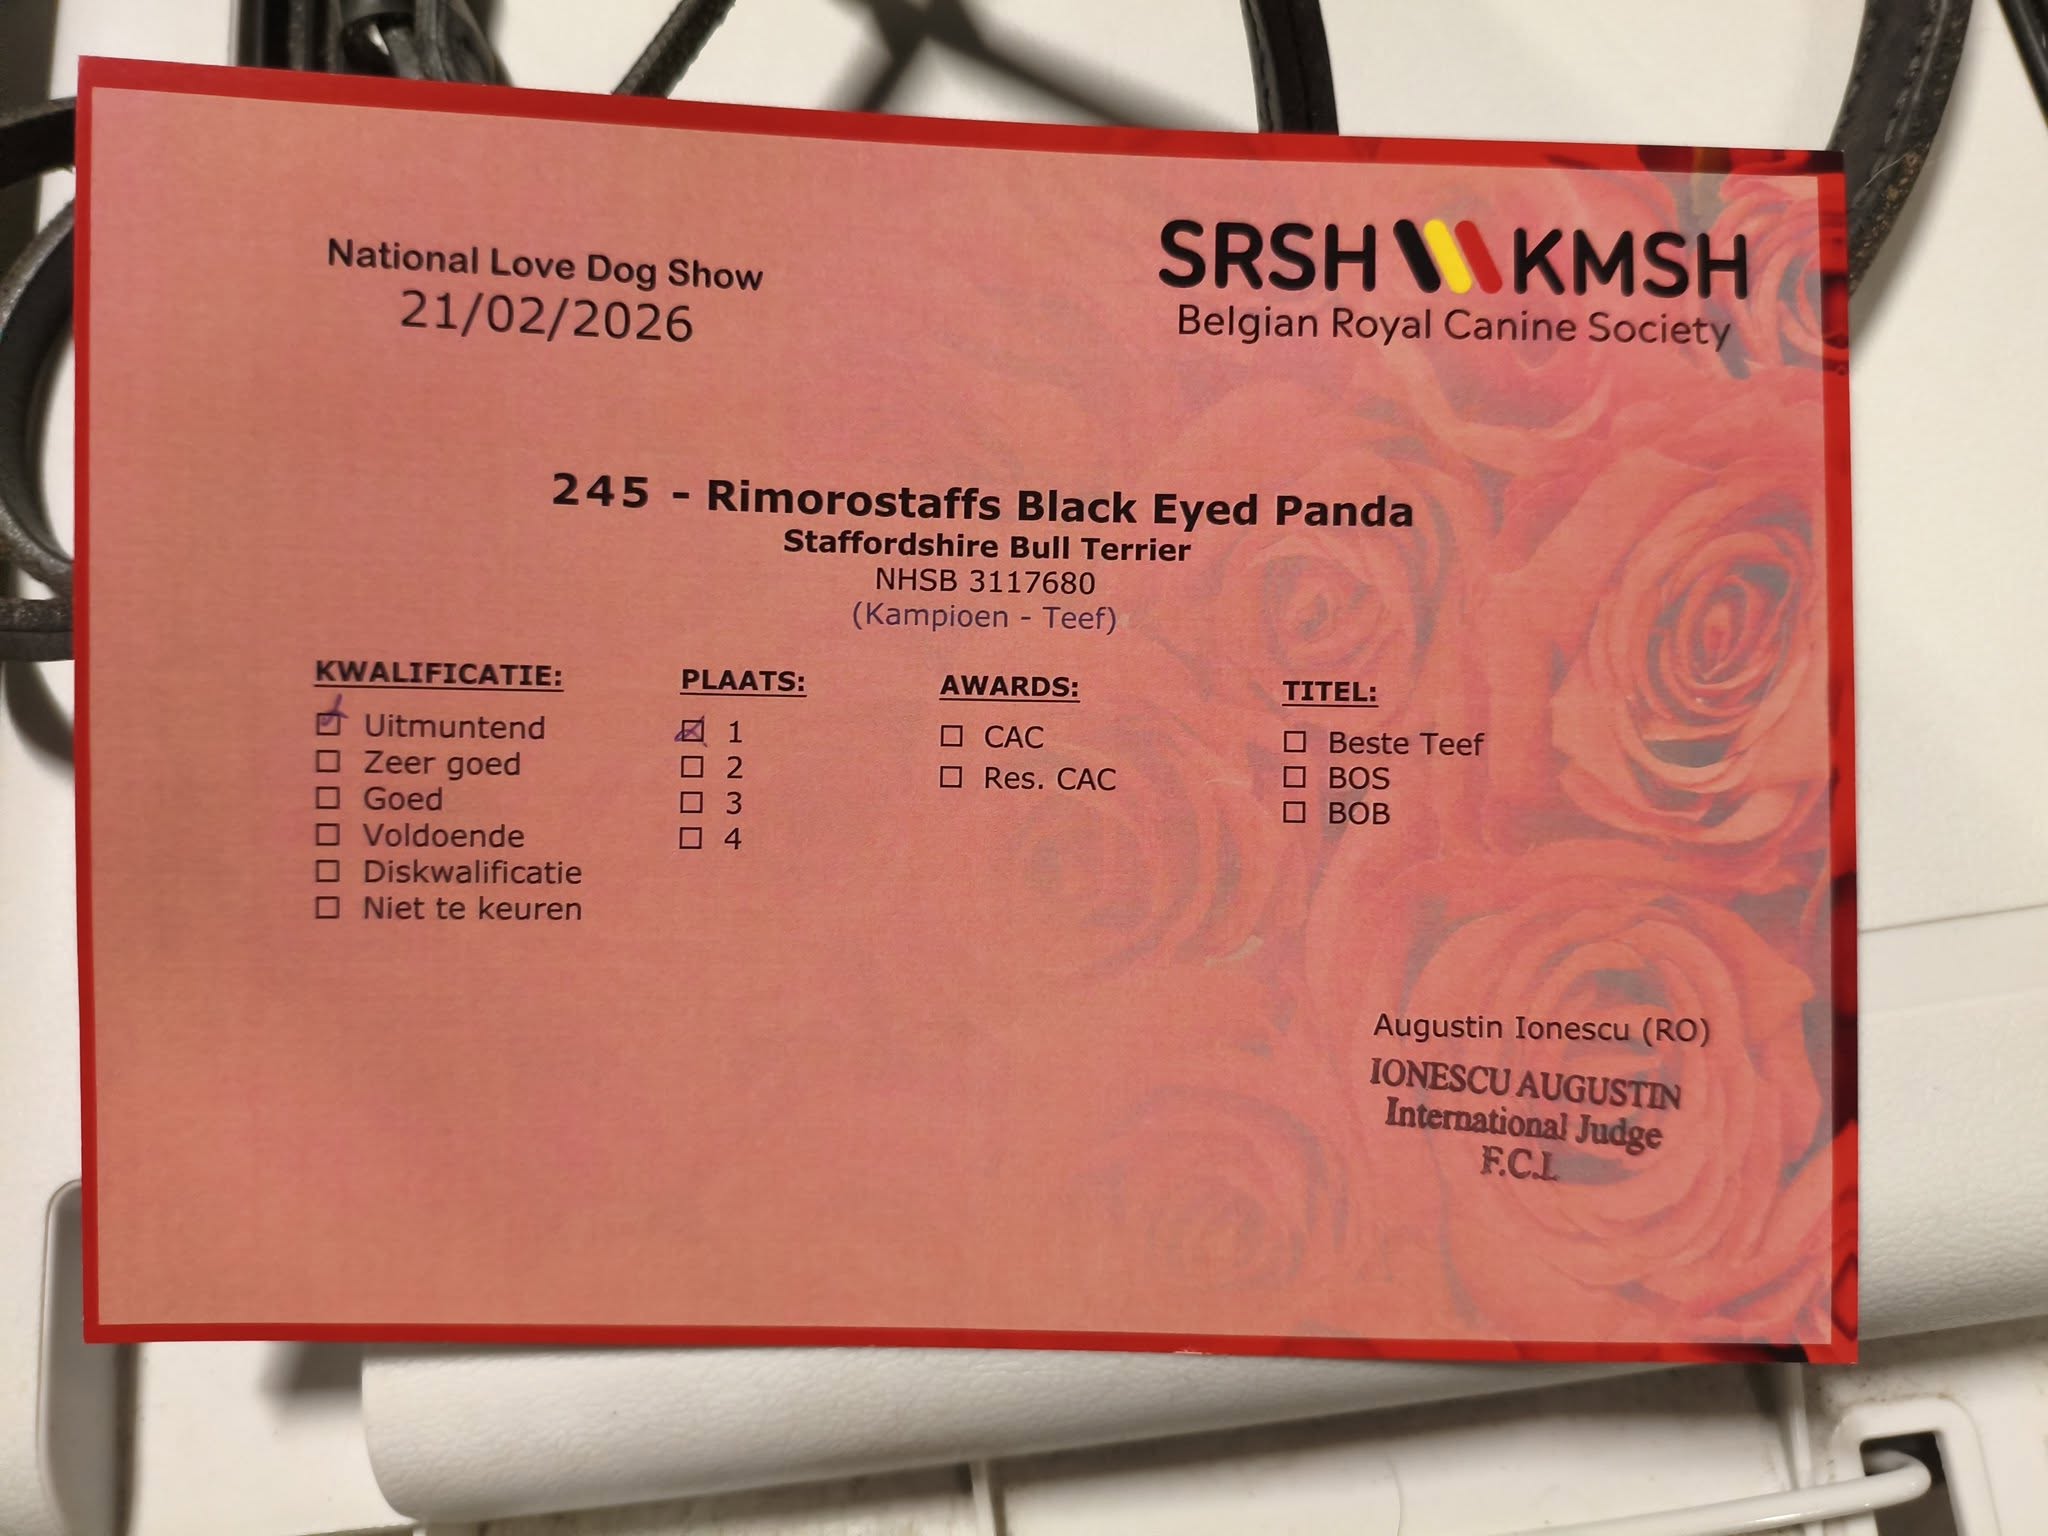 National Love Dog Show
21/02/2026
SRSH KMSH
Belgian Royal Canine Society
245 - Rimorostaffs Black Eyed Panda
Staffordshire Bull Terrier
NHSB 3117680
(Kampioen - Teef)
KWALIFICATIE:
Uitmuntend
Zeer goed
Goed
Voldoende
Diskwalificatie
Niet te keuren
PLAATS:
1
2
3
4
AWARDS:
CAC
Res. CAC
TITEL:
Beste Teef
BOS
BOB
Augustin Ionescu (RO)
IONESCU AUGUSTIN
International Judge
F.C.I.